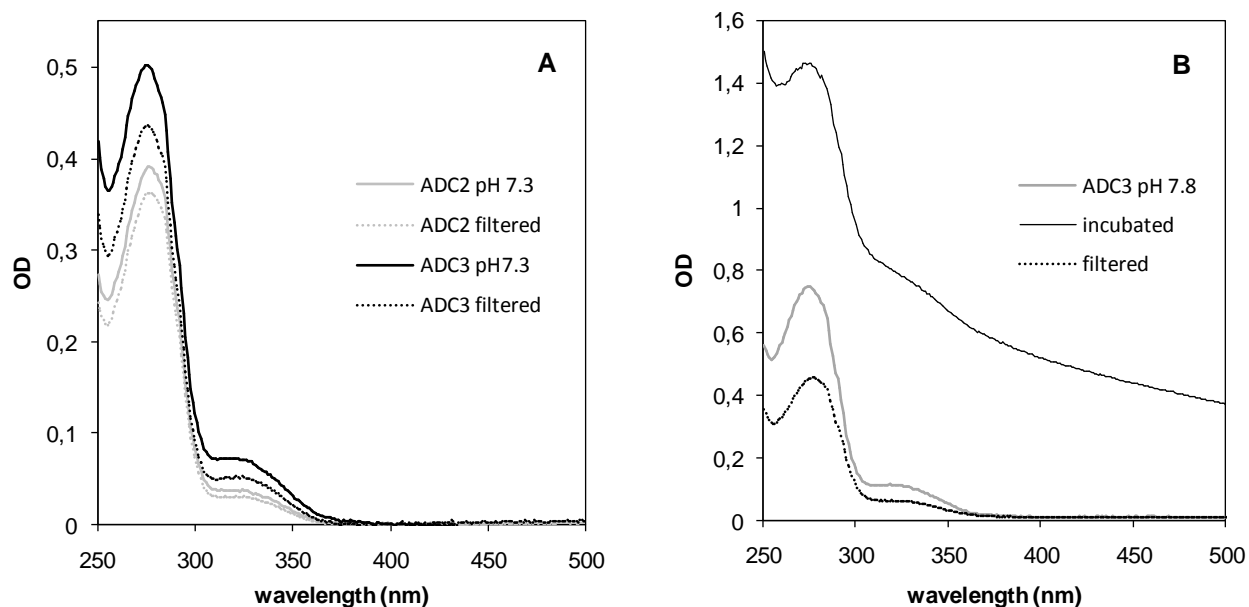 A
0,5
0,4
0,3
0,2
0,1
0
OD
250 300 350 400 450 500
wavelength (nm)
ADC2 pH 7.3
ADC2 filtered
ADC3 pH7.3
ADC3 filtered
B
1,6
1,4
1,2
1
0,8
0,6
0,4
0,2
0
OD
250 300 350 400 450 500
wavelength (nm)
ADC3 pH 7.8
incubated
filtered